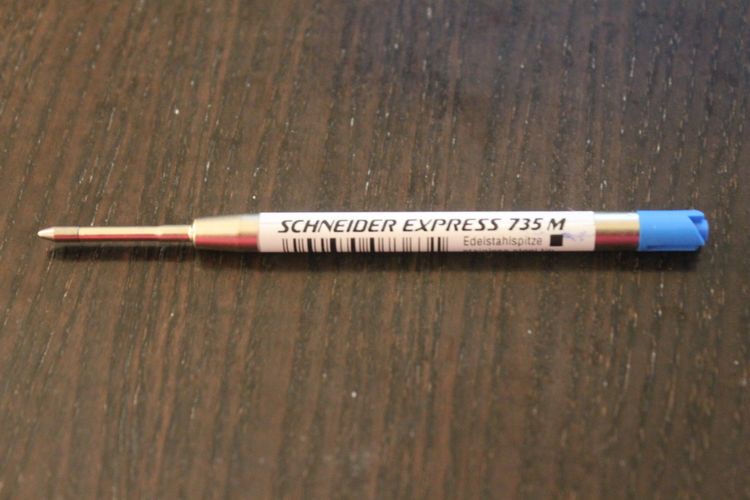 SCHNEIDER EXPRESS 735 M
Edelstahlspitze